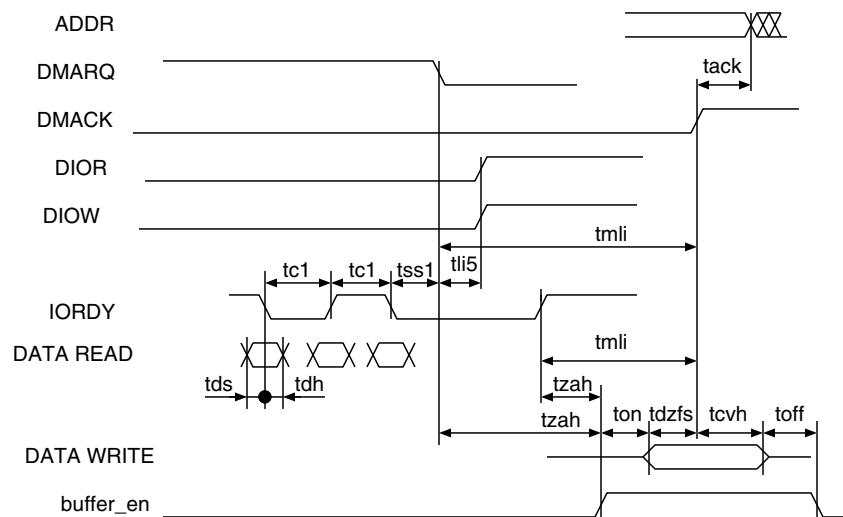 ADDR
DMARQ
tack
DMACK
DIOR
DIOW
tmli
tli5
tc1 tc1 tss1
IORDY
DATA READ
tmli
tds tdh
tzah
tzah ton tdzfs tcvh toff
DATA WRITE
buffer_en